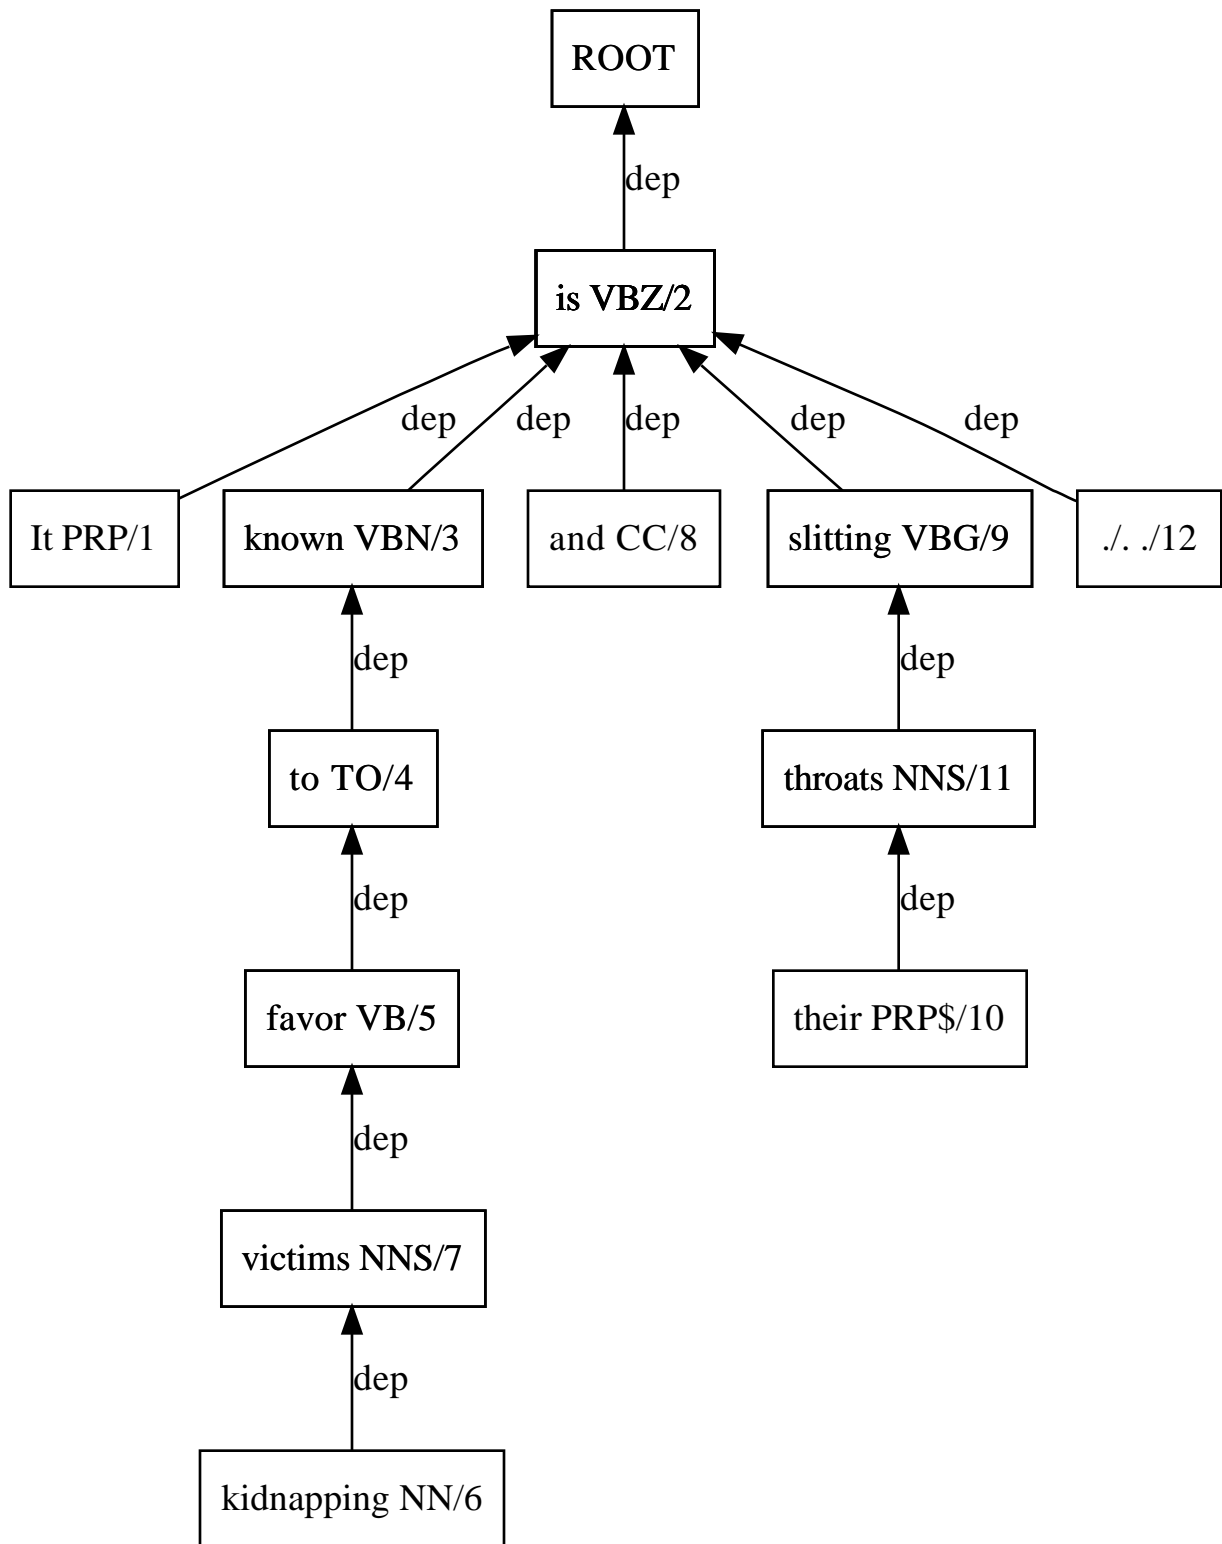 ROOT
dep
is VBZ/2
dep dep dep dep dep
It PRP/1 known VBN/3 and CC/8 slitting VBG/9 ./. ./12
dep dep
to TO/4 throats NNS/11
dep dep
favor VB/5 their PRP$/10
dep
victims NNS/7
dep
kidnapping NN/6